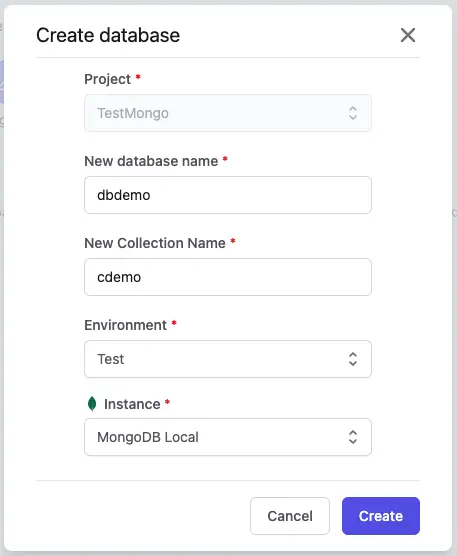 Create database
Project *
TestMongo
New database name *
dbdemo
New Collection Name *
cdemo
Environment *
Test
Instance *
MongoDB Local
Cancel
Create